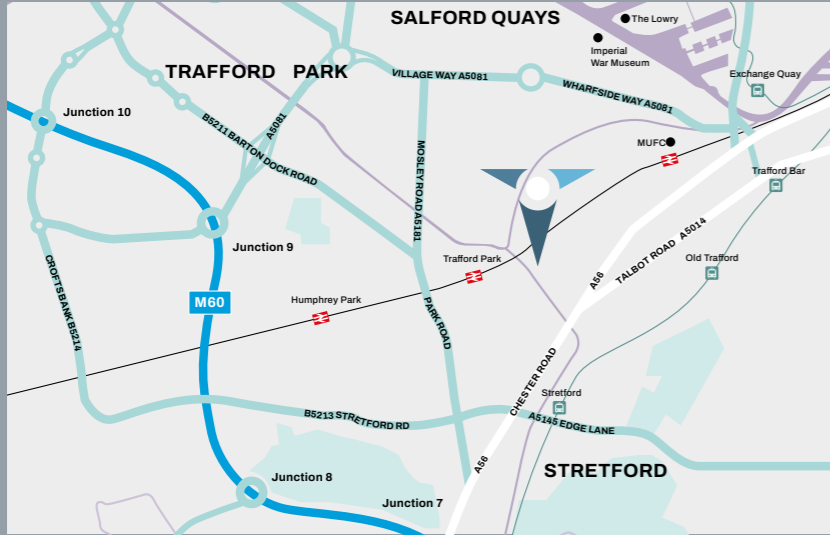 SALFORD QUAYS
The Lowry
Imperial
War Museum
TRAFFORD PARK
VILLAGE WAY A5081
Exchange Quay
WHARFSIDE WAY A5081
Junction 10
B5211 BARTON DOCK ROAD
A5081
MUFC
MOSLEY ROAD A5181
Trafford Bar
Junction 9
TALBOT ROAD A5014
Trafford Park
Old Trafford
A56
CROFTSBANK B5214
M60
Humphrey Park
PARK ROAD
CHESTER ROAD
Stretford
B5213 STRETFORD RD
A5145 EDGE LANE
A56
STRETFORD
Junction 8
Junction 7